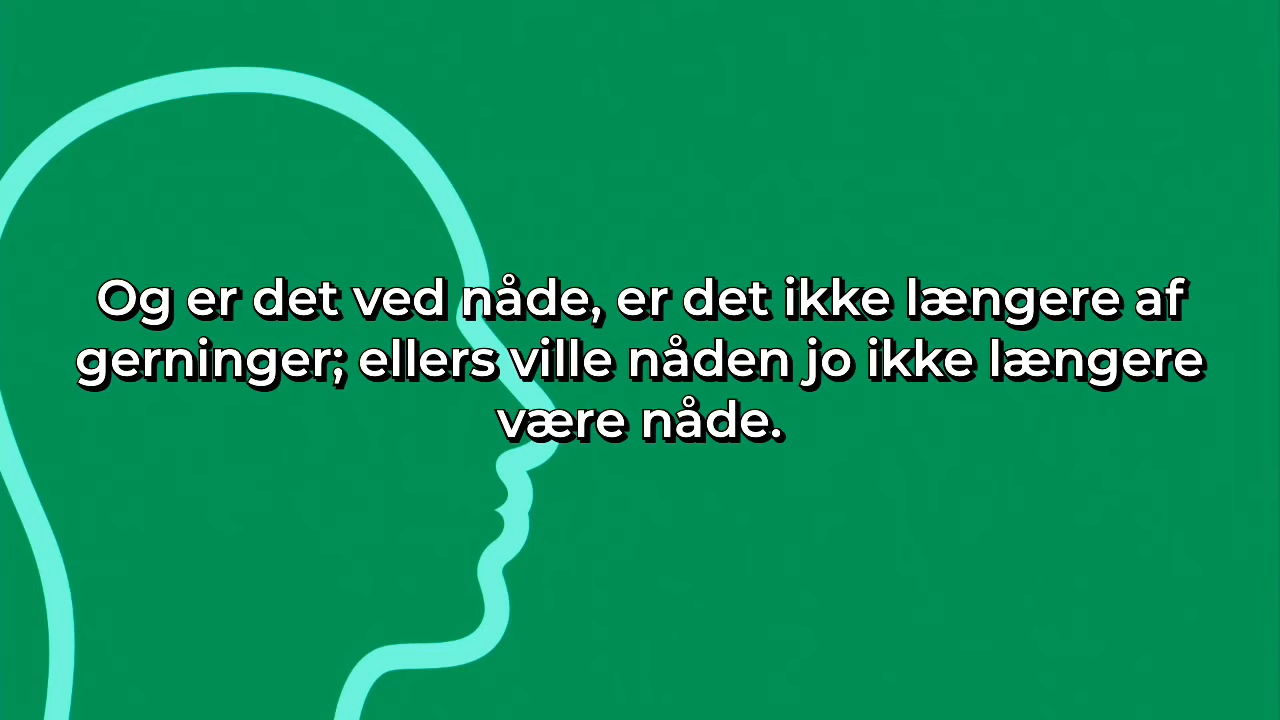 Og er det ved nåde, er det ikke længere af
gerninger; ellers ville nåden jo ikke længere
være nåde.